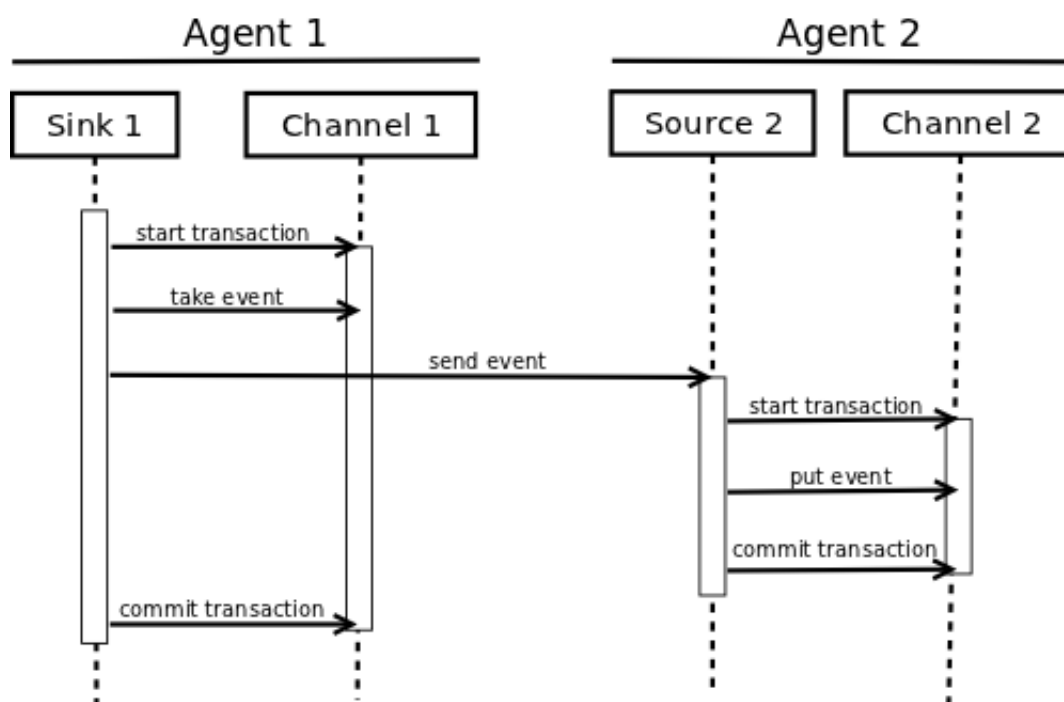 Agent 1
Agent 2
Sink 1
Channel 1
Source 2
Channel 2
start transaction
take event
send event
start transaction
put event
commit transaction
commit transaction